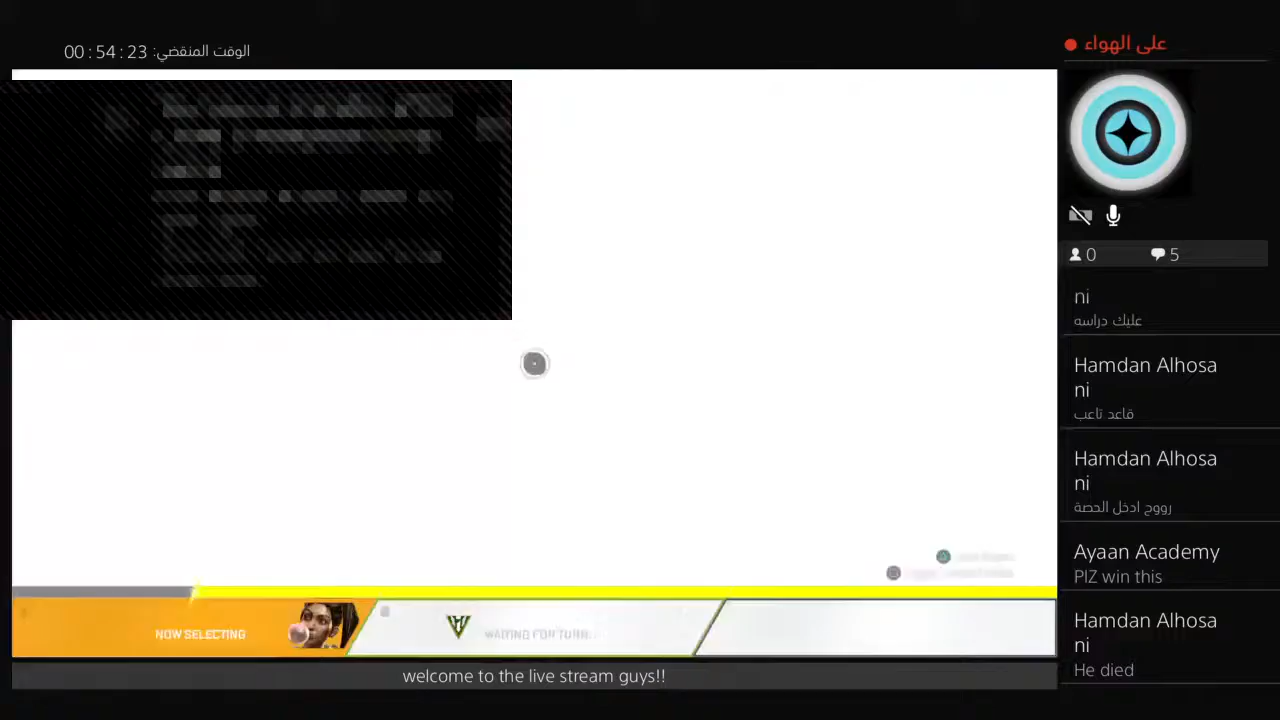 الوقت المنقضي: 00:54:23
على الهواء
0 5
ni
عليك دراسه
Hamdan Alhosa
ni
قاعد تاعب
Hamdan Alhosa
ni
رووح ادخل الحصة
Ayaan Academy
PIZ win this
Hamdan Alhosa
ni
He died
NOW SELECTING
WAITING FOR TURN
welcome to the live stream guys!!